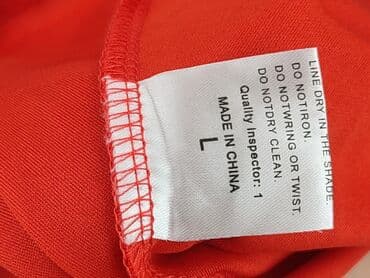 LINE DRY IN THE SHADE.
DO NOTIRON.
DO NOTWRING OR TWIST.
DO NOTDRY CLEAN.
Quality Inspector: 1
MADE IN CHINA
L